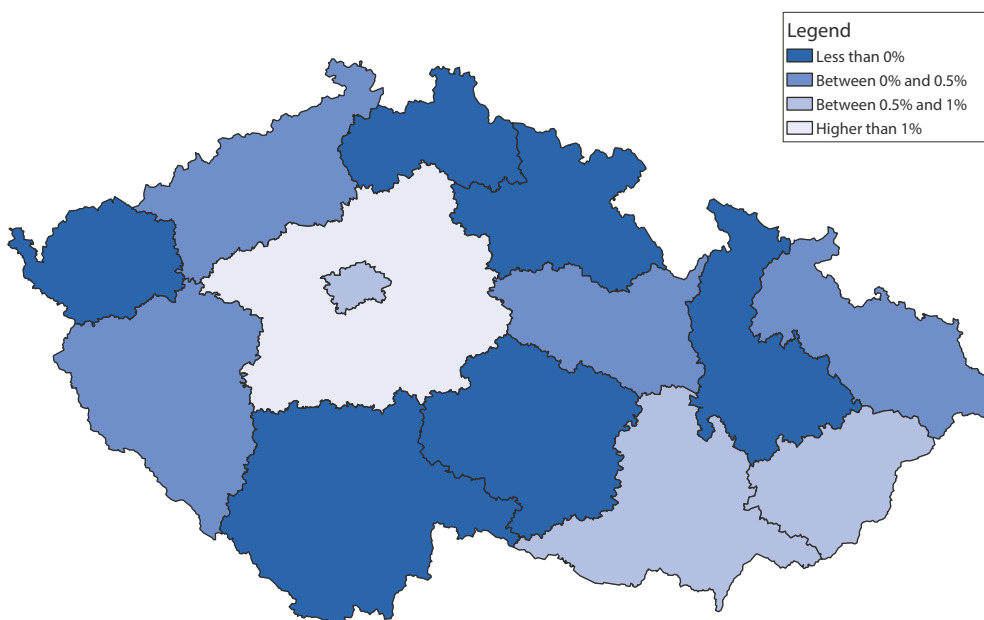 Legend
Less than 0%
Between 0% and 0.5%
Between 0.5% and 1%
Higher than 1%